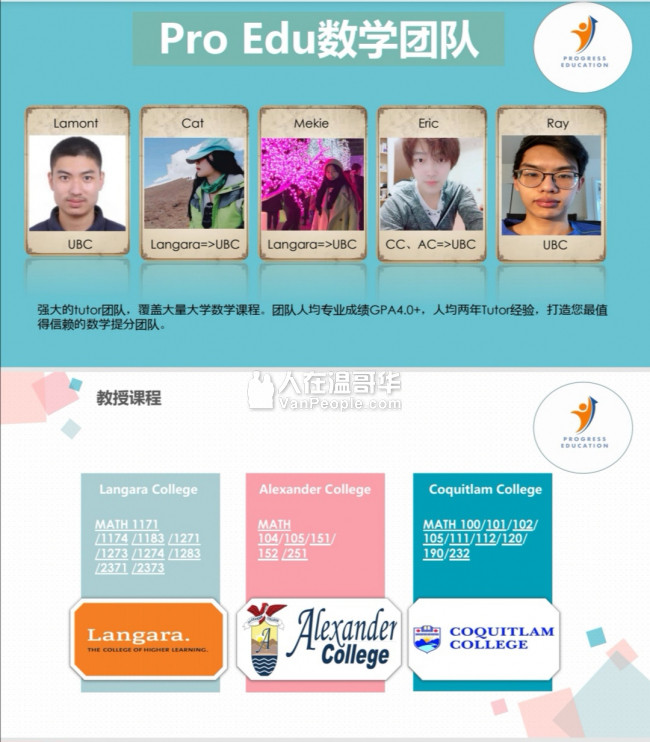 Pro Edu数学团队
PROGRESS
EDUCATION
Lamont
Cat
Mekie
Eric
Ray
UBC
Langara=>UBC
Langara=>UBC
CC、AC=>UBC
UBC
强大的tutor团队，覆盖大量大学数学课程。团队人均专业成绩GPA4.0+，人均两年Tutor经验，打造您最值
得信赖的数学提分团队。
人在温哥华
VanPeople.com
教授课程
PROGRESS
EDUCATION
Langara College
MATH 1171
/1174 /1183 /1271
/1273 /1274 /1283
/2371 /2373
Alexander College
MATH
104/105/151/
152 /251
Coquitlam College
MATH 100/101/102/
105/111/112/120/
190/232
Langara.
THE COLLEGE OF HIGHER LEARNING.
A
Alexander
College
COQUITLAM
COLLEGE